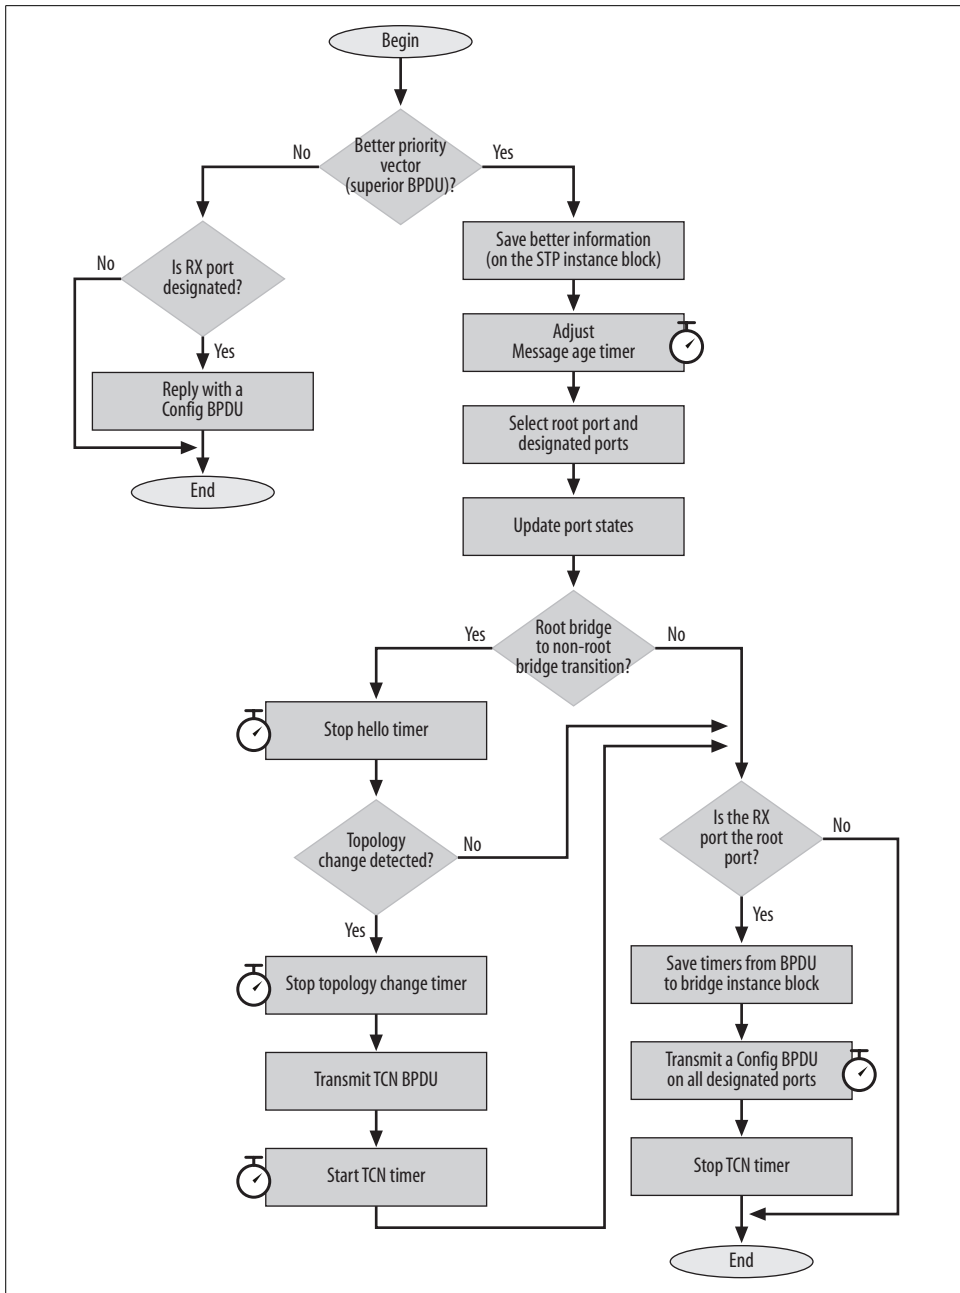 Begin
Better priority
vector
(superior BPDU)?
No
Yes
Save better information
(on the STP instance block)
Is RX port
designated?
No
Yes
Adjust
Message age timer
Reply with a
Config BPDU
Select root port and
designated ports
End
Update port states
Root bridge
to non-root
bridge transition?
Yes
No
Stop hello timer
Is the RX
port the root
port?
No
Topology
change detected?
No
Yes
Yes
Save timers from BPDU
to bridge instance block
Stop topology change timer
Transmit a Config BPDU
on all designated ports
Transmit TCN BPDU
Stop TCN timer
Start TCN timer
End